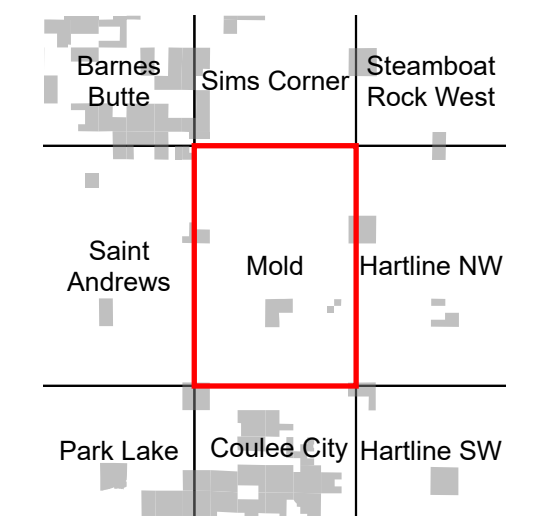 Barnes
Butte
Sims Corner
Steamboat
Rock West
Saint
Andrews
Mold
Hartline NW
Park Lake
Coulee City
Hartline SW